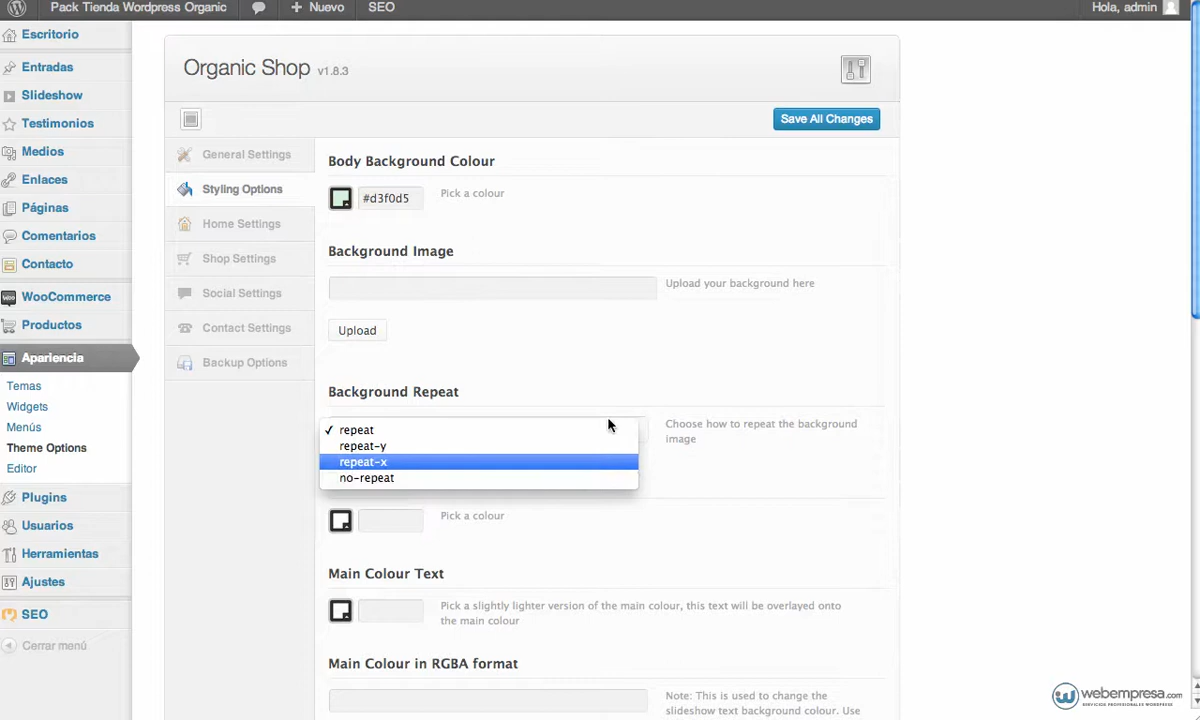 Pack Tienda Wordpress Organic
Nuevo
SEO
Hola, admin
Escritorio
Entradas
Slideshow
Testimonios
Medios
Enlaces
Páginas
Comentarios
Contacto
WooCommerce
Productos
Apariencia
Temas
Widgets
Menús
Theme Options
Editor
Plugins
Usuarios
Herramientas
Ajustes
SEO
Cerrar menú
Organic Shop v1.8.3
Save All Changes
General Settings
Styling Options
Home Settings
Shop Settings
Social Settings
Contact Settings
Backup Options
Body Background Colour
#d3f0d5
Pick a colour
Background Image
Upload your background here
Upload
Background Repeat
repeat
repeat-y
repeat-x
no-repeat
Choose how to repeat the background
image
Pick a colour
Main Colour Text
Pick a slightly lighter version of the main colour, this text will be overlayed onto
the main colour
Main Colour in RGBA format
Note: This is used to change the
slideshow text background colour. Use
webempresa.com
SERVICIOS PROFESIONALES WORDPRESS